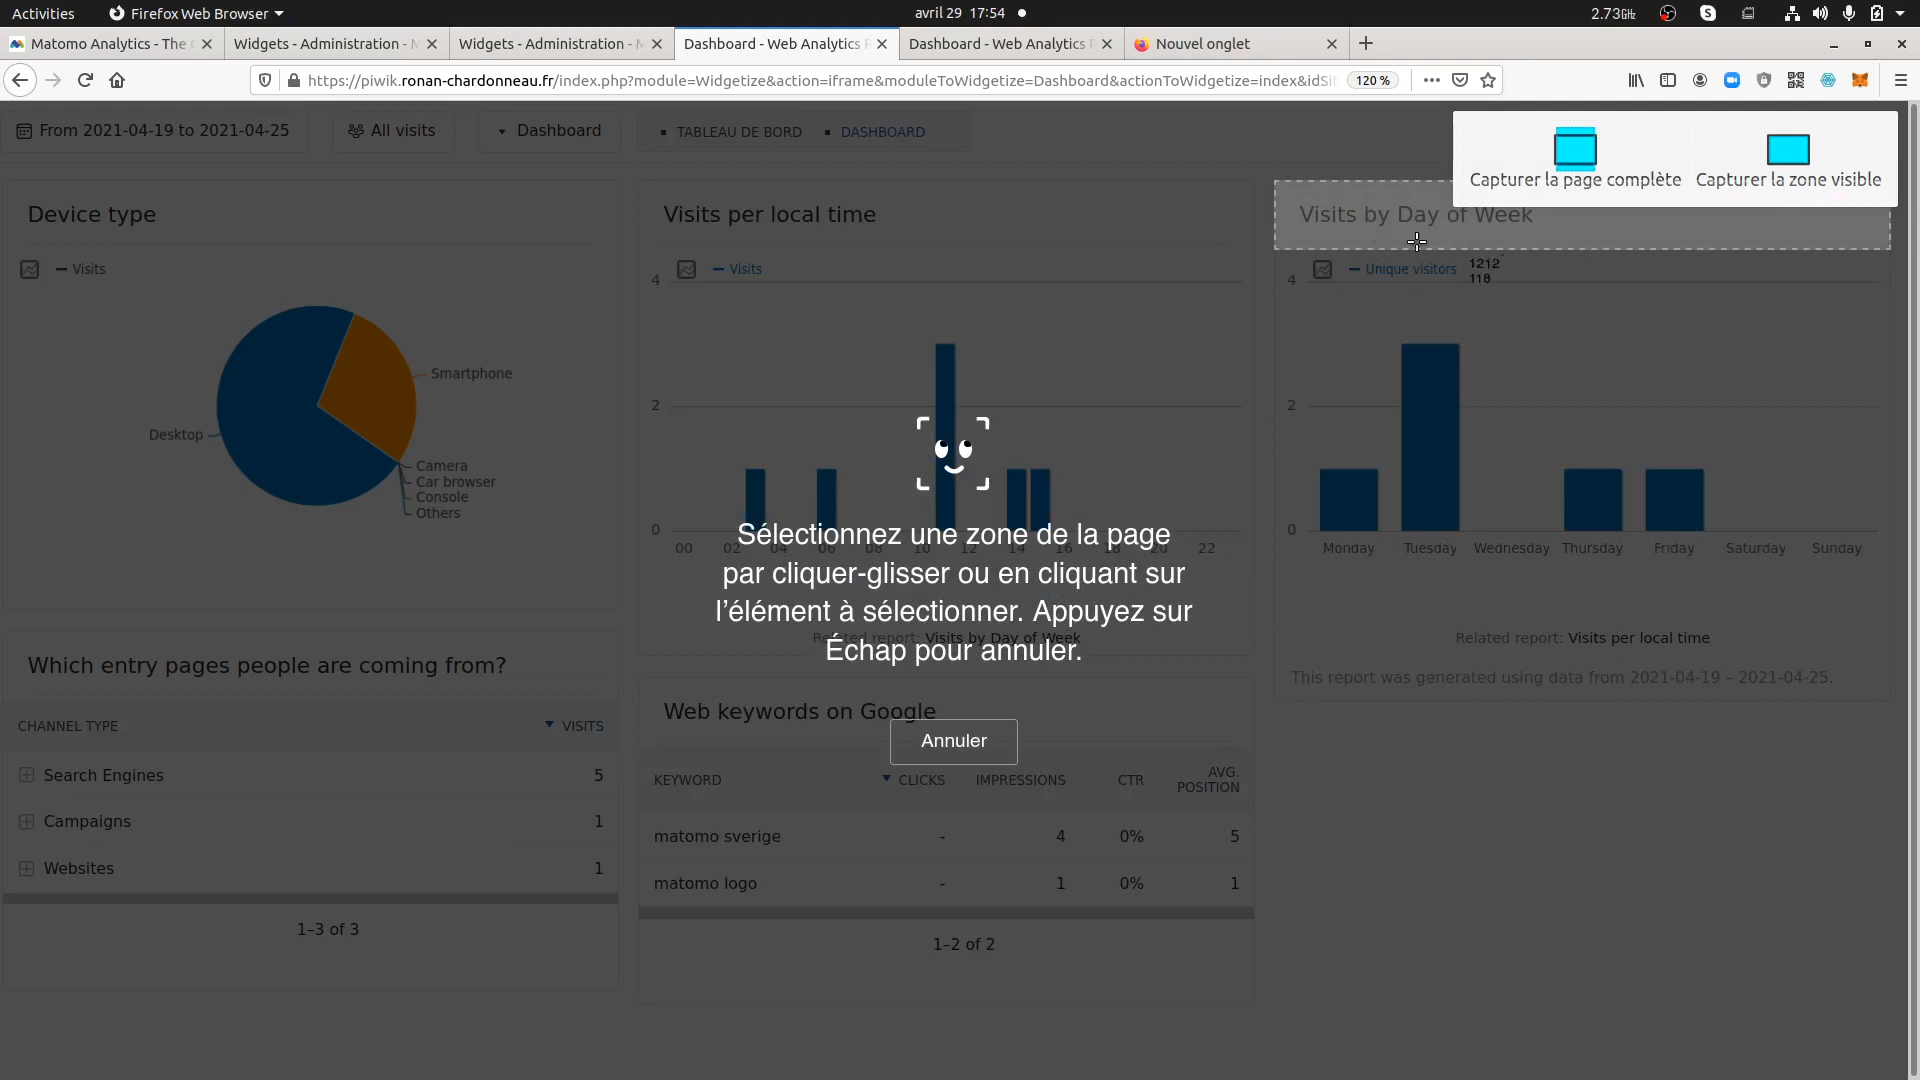 Activities
Firefox Web Browser
avril 29 17:54
2.73GHz
Matomo Analytics - The
Widgets - Administration -
Widgets - Administration -
Dashboard - Web Analytics
Dashboard - Web Analytics
Nouvel onglet
https://piwik.ronan-chardonneau.fr/index.php?module=Widgetize&action=iframe&moduleToWidgetize=Dashboard&actionToWidgetize=index&idSit
120 %
From 2021-04-19 to 2021-04-25
All visits
Dashboard
TABLEAU DE BORD
DASHBOARD
Capturer la page complète
Capturer la zone visible
Device type
Visits
Smartphone
Desktop
Camera
Car browser
Console
Others
Visits per local time
Visits
4
2
0
00 02 04 06 08 10 12 14 16 18 20 22
Related report: Visits by Day of Week
Visits by Day of Week
Unique visitors
1212
118
4
2
0
Monday Tuesday Wednesday Thursday Friday Saturday Sunday
Related report: Visits per local time
This report was generated using data from 2021-04-19 – 2021-04-25.
Sélectionnez une zone de la page
par cliquer-glisser ou en cliquant sur
l’élément à sélectionner. Appuyez sur
Échap pour annuler.
Annuler
Which entry pages people are coming from?
CHANNEL TYPE VISITS
Search Engines 5
Campaigns 1
Websites 1
1–3 of 3
Web keywords on Google
KEYWORD CLICKS IMPRESSIONS CTR AVG. POSITION
matomo sverige - 4 0% 5
matomo logo - 1 0% 1
1–2 of 2